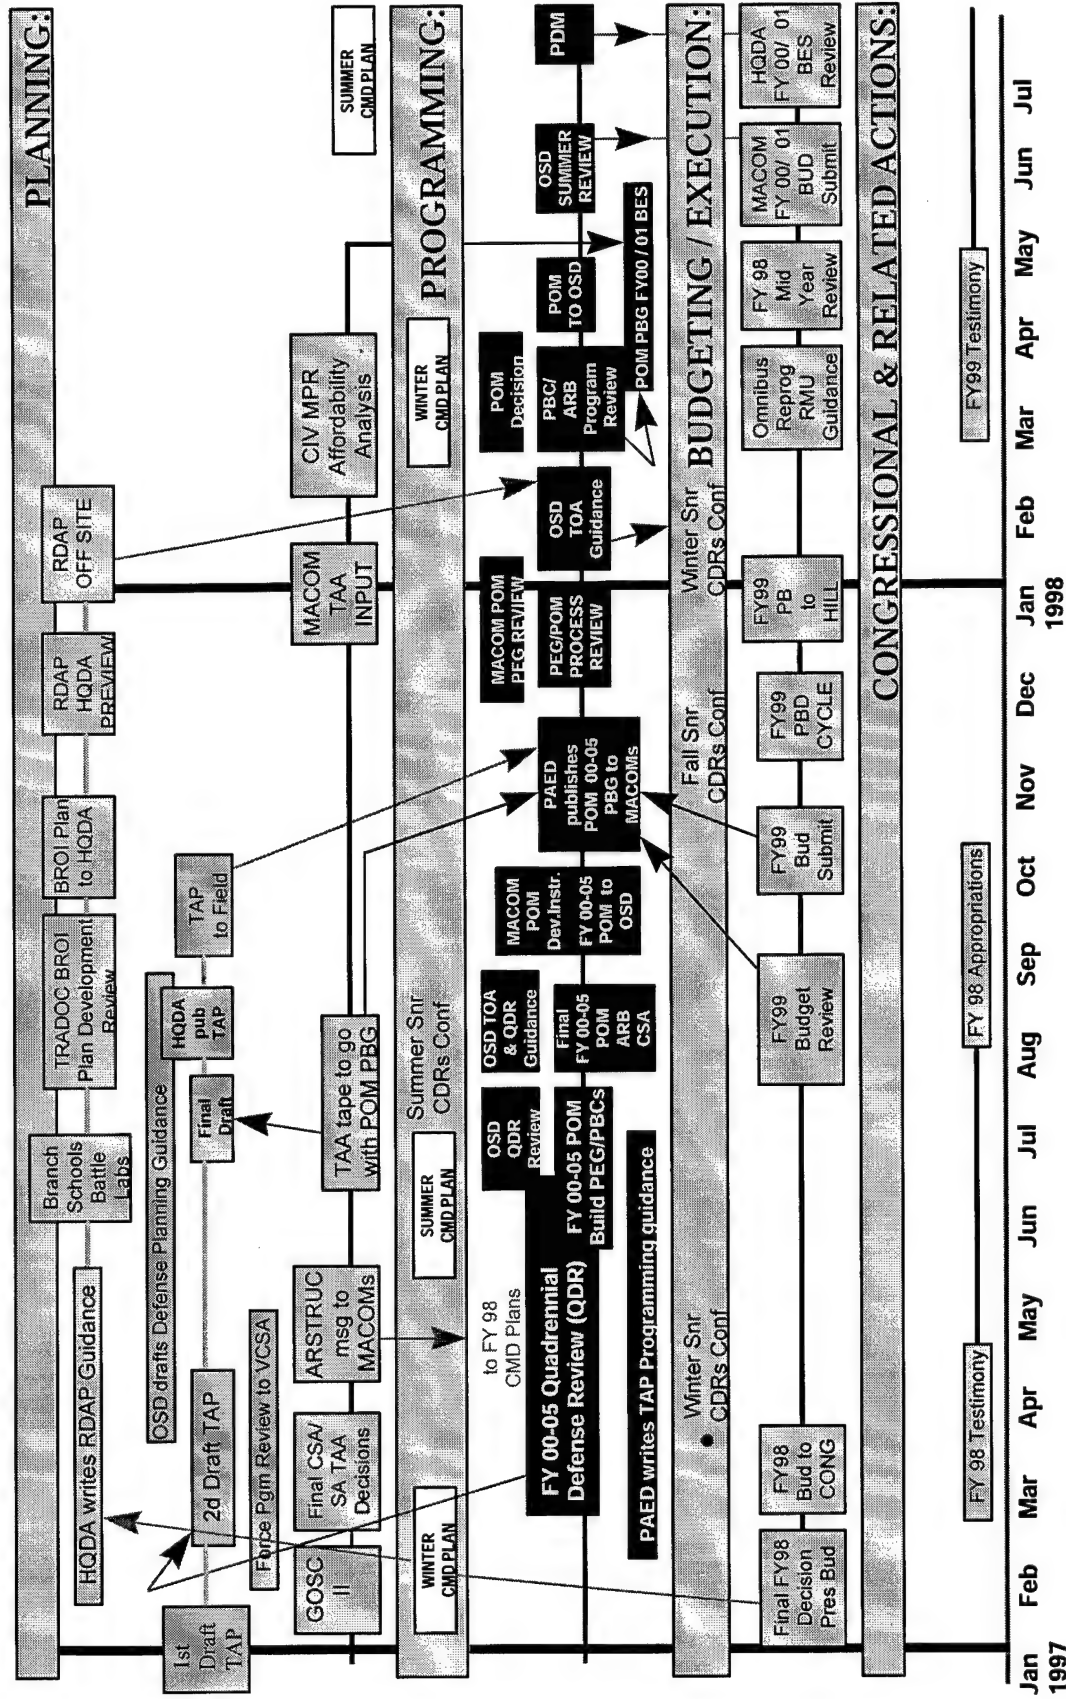 PLANNING:
HQDA writes RDAP Guidance
Branch
Schools
Battle
Labs
TRADOC BROI
Plan Development
Review
BROI Plan
to HQDA
RDAP
HQDA
PREVIEW
RDAP
OFF SITE
OSD drafts Defense Planning Guidance
1st
Draft
TAP
2d Draft TAP
Final
Draft
HQDA
pub
TAP
TAP
to Field
Force Pgm Review to VCSA
GOSC
II
Final CSA/
SA TAA
Decisions
ARSTRUC
msg to
MACOMs
TAA tape to go
with POM PBG
MACOM
TAA
INPUT
CIV MPR
Affordability
Analysis
SUMMER
CMD PLAN
PROGRAMMING:
WINTER
CMD PLAN
SUMMER
CMD PLAN
Summer Snr
CDRs Conf
WINTER
CMD PLAN
to FY 98
CMD Plans
OSD
QDR
Review
OSD TOA
& QDR
Guidance
MACOM
POM
Dev.Instr.
MACOM POM
PEG REVIEW
POM
Decision
FY 00-05 Quadrennial
Defense Review (QDR)
FY 00-05 POM
Build PEG/PBCs
Final
FY 00-05
POM
ARB
CSA
FY 00-05
POM to
OSD
PAED
publishes
POM 00-05
PBG to
MACOMs
PEG/POM
PROCESS
REVIEW
OSD
TOA
Guidance
PBC/
ARB
Program
Review
POM
TO OSD
OSD
SUMMER
REVIEW
PDM
PAED writes TAP Programming guidance
POM PBG FY00 / 01 BES
BUDGETING / EXECUTION:
• Winter Snr
CDRs Conf
Fall Snr
CDRs Conf
Winter Snr
CDRs Conf
Final FY98
Decision
Pres Bud
FY98
Bud to
CONG
FY99
Budget
Review
FY99
Bud
Submit
FY99
PBD
CYCLE
FY99
PB
to
HILL
Omnibus
Reprog
RMU
Guidance
FY 98
Mid
Year
Review
MACOM
FY 00/ 01
BUD
Submit
HQDA
FY 00/ 01
BES
Review
CONGRESSIONAL & RELATED ACTIONS:
FY 98 Testimony
FY 98 Appropriations
FY99 Testimony
Jan Feb Mar Apr May Jun Jul Aug Sep Oct Nov Dec Jan Feb Mar Apr May Jun Jul
1997 1998